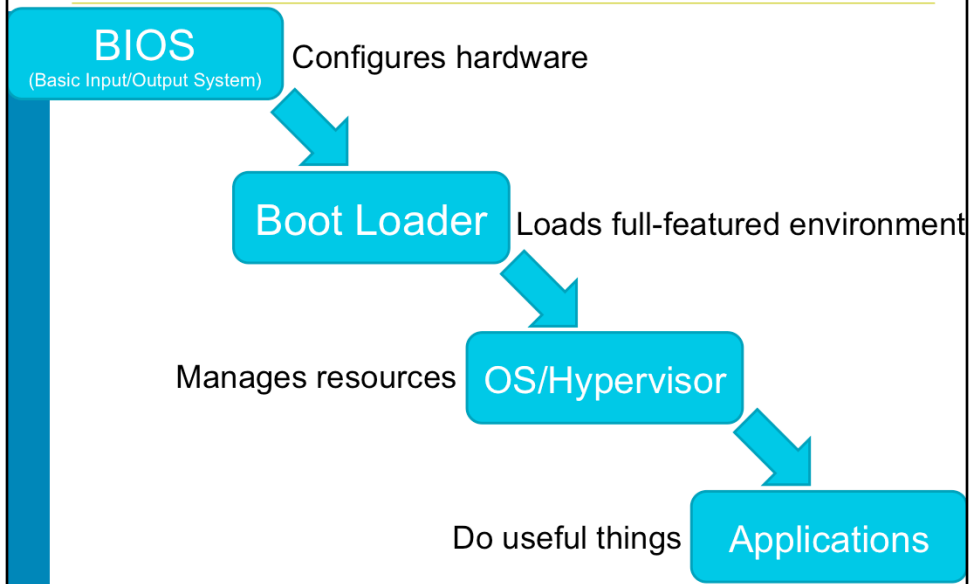 BIOS
(Basic Input/Output System)
Configures hardware
Boot Loader
Loads full-featured environment
Manages resources
OS/Hypervisor
Do useful things
Applications